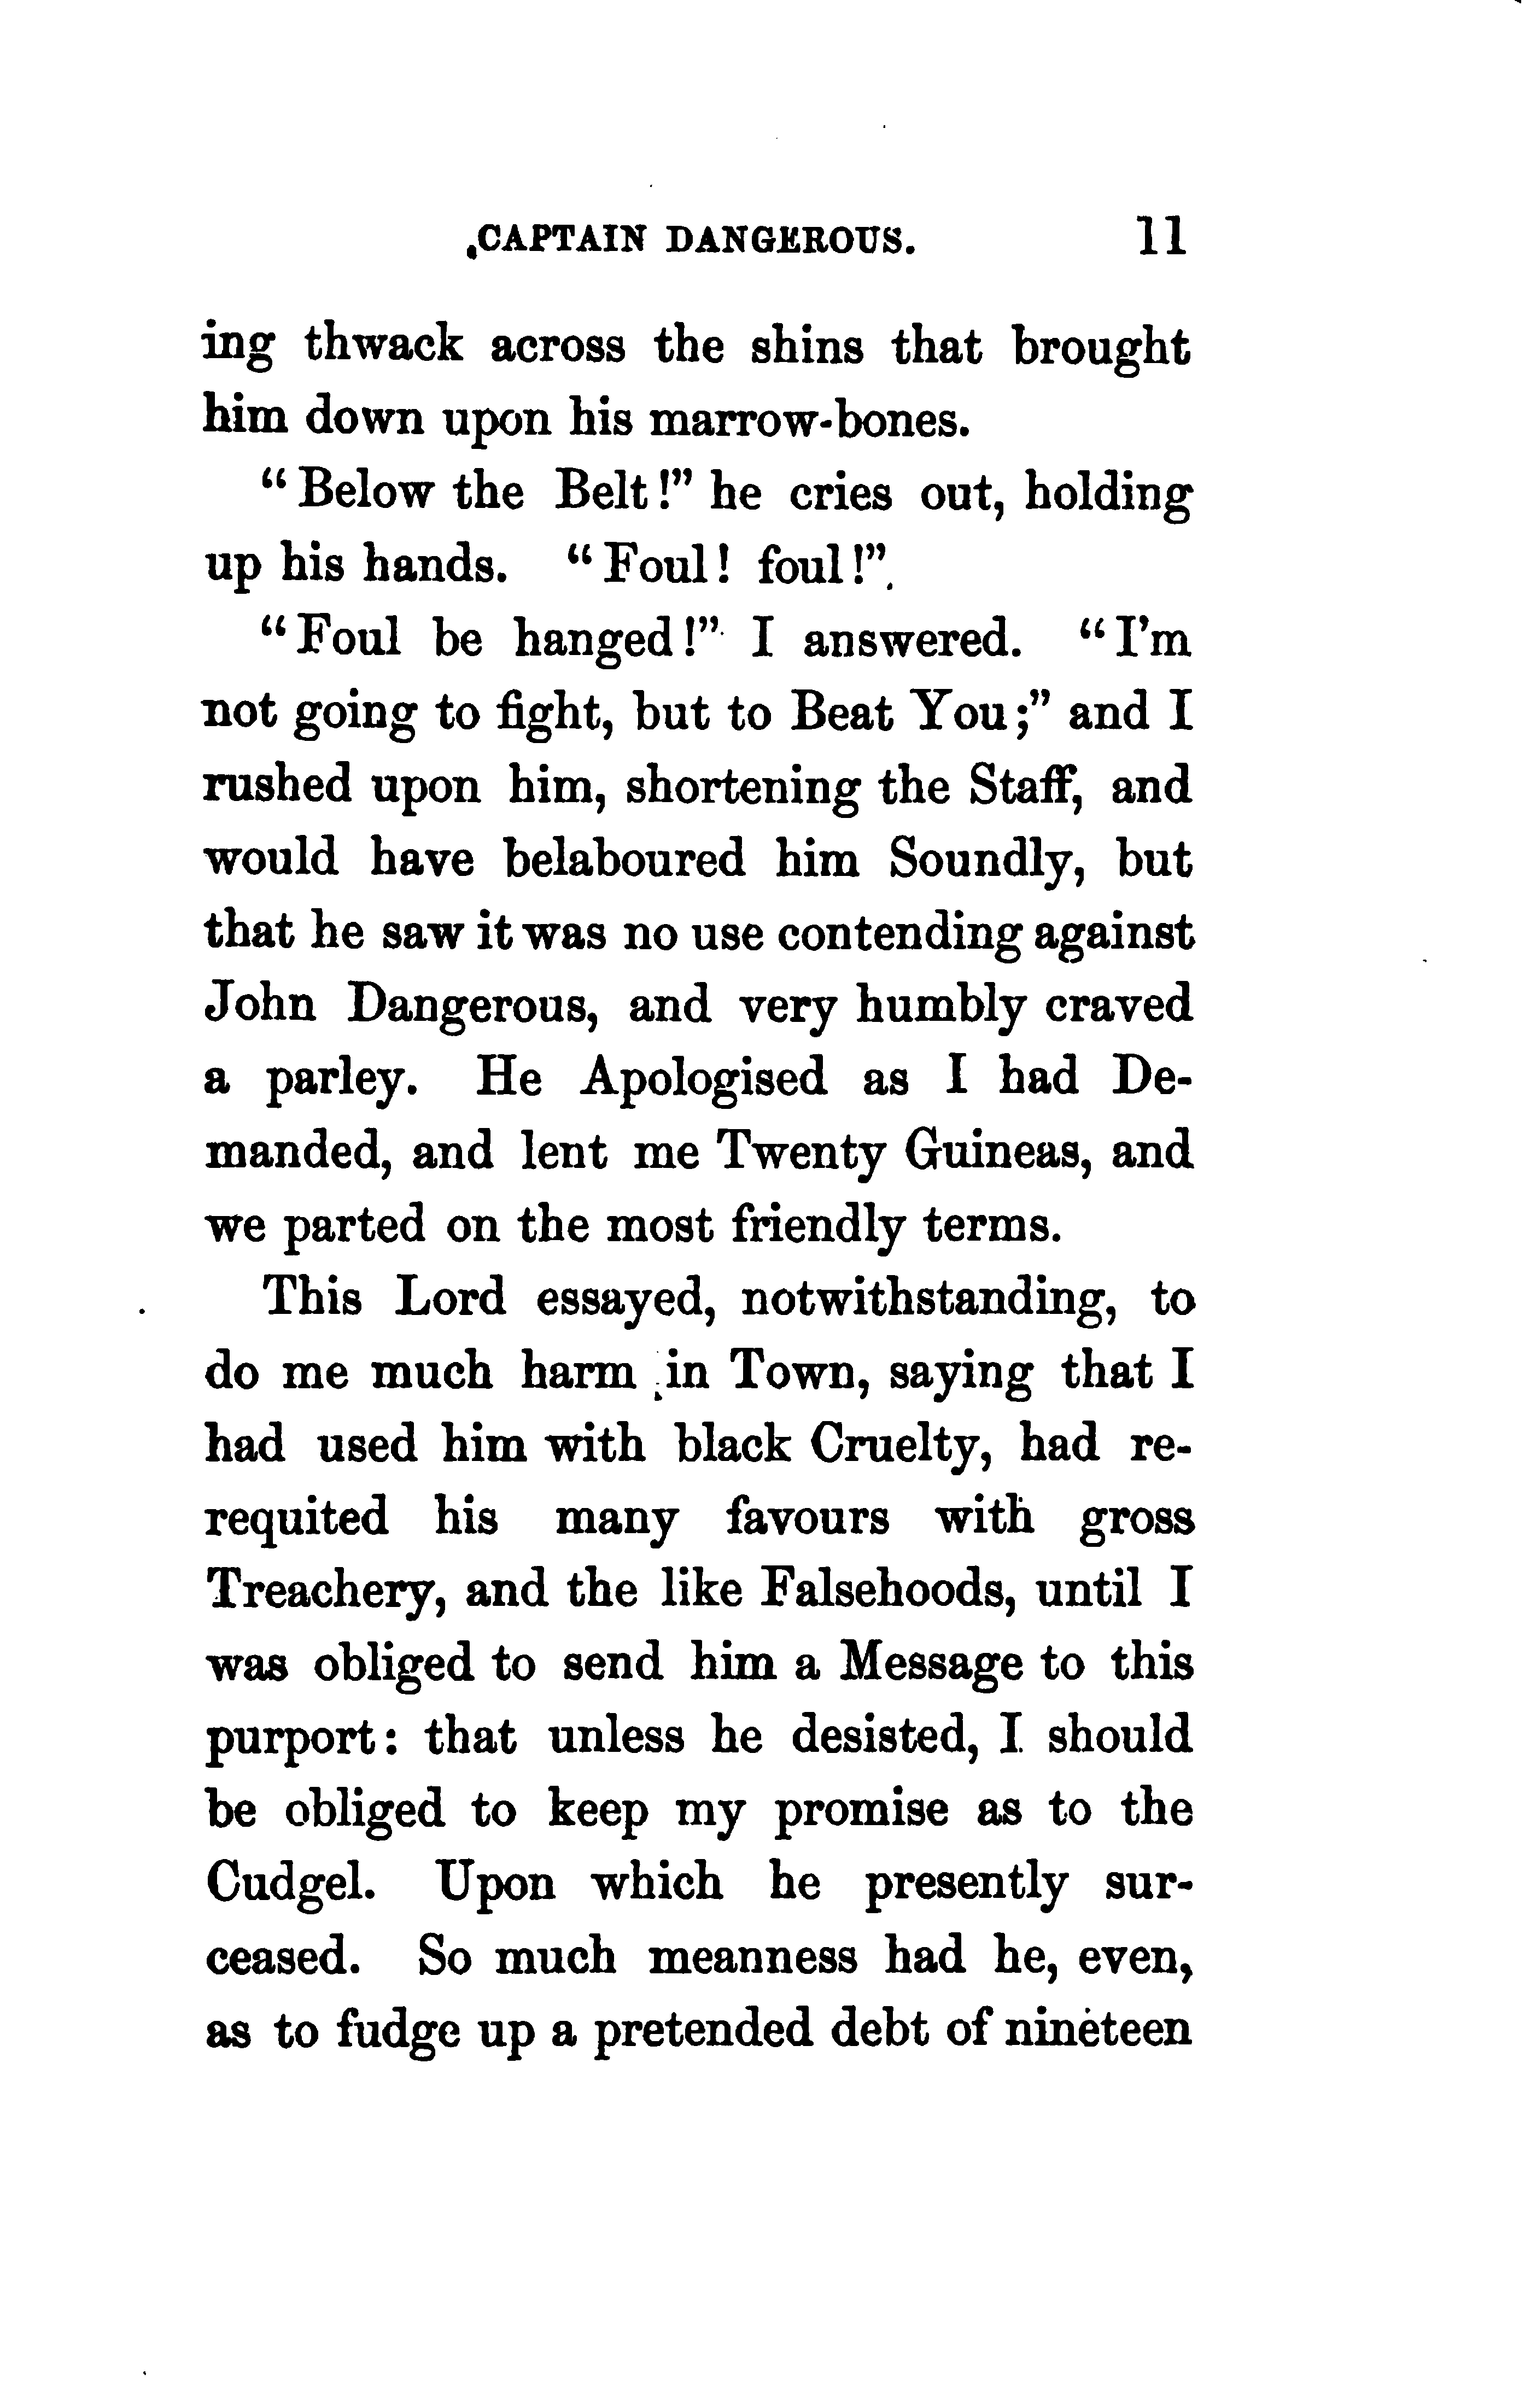 CAPTAIN DANGEROUS. 11
ing thwack across the shins that brought
him down upon his marrow-bones.
“Below the Belt!” he cries out, holding
up his hands. “Foul! foul!”
“Foul be hanged!” I answered. “I'm
not going to fight, but to Beat You;” and I
rushed upon him, shortening the Staff, and
would have belaboured him Soundly, but
that he saw it was no use contending against
John Dangerous, and very humbly craved
a parley. He Apologised as I had De-
manded, and lent me Twenty Guineas, and
we parted on the most friendly terms.
This Lord essayed, notwithstanding, to
do me much harm in Town, saying that I
had used him with black Cruelty, had re-
requited his many favours with gross
Treachery, and the like Falsehoods, until I
was obliged to send him a Message to this
purport: that unless he desisted, I should
be obliged to keep my promise as to the
Cudgel. Upon which he presently sur-
ceased. So much meanness had he, even,
as to fudge up a pretended debt of nineteen